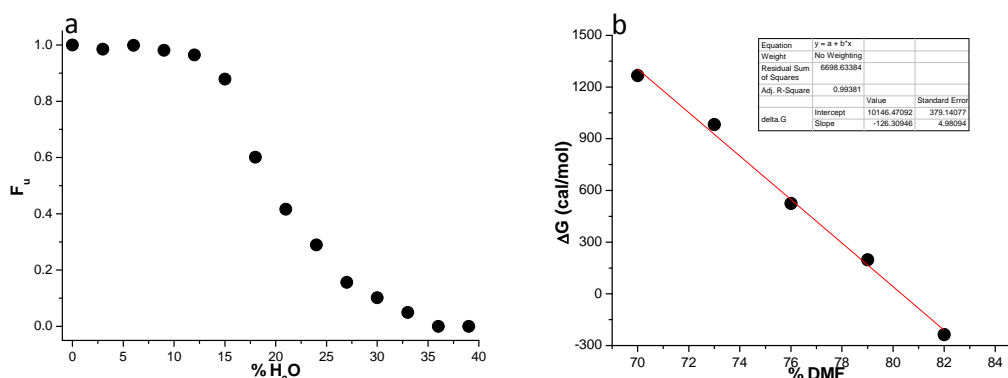 a
1.0
0.8
0.6
0.4
0.2
0.0
F u
0 5 10 15 20 25 30 35 40
% H2O
b
1500
1200
900
600
300
0
-300
ΔG (cal/mol)
70 72 74 76 78 80 82 84
% DMF
Equation y = a + b*x
Weight No Weighting
Residual Sum of Squares 6698.63384
Adj. R-Square 0.99381
Value Standard Error
delta.G Intercept 10146.47092 379.14077
Slope -126.30946 4.98094